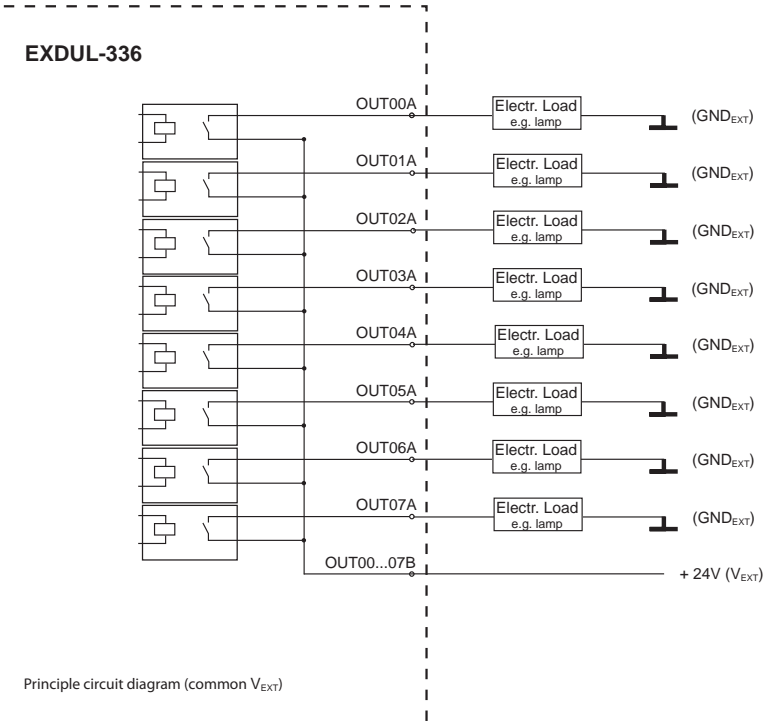 EXDUL-336
OUT00A
Electr. Load
e.g. lamp
(GNDEXT)
OUT01A
Electr. Load
e.g. lamp
(GNDEXT)
OUT02A
Electr. Load
e.g. lamp
(GNDEXT)
OUT03A
Electr. Load
e.g. lamp
(GNDEXT)
OUT04A
Electr. Load
e.g. lamp
(GNDEXT)
OUT05A
Electr. Load
e.g. lamp
(GNDEXT)
OUT06A
Electr. Load
e.g. lamp
(GNDEXT)
OUT07A
Electr. Load
e.g. lamp
(GNDEXT)
OUT00...07B
+ 24V (VEXT)
Principle circuit diagram (common VEXT)